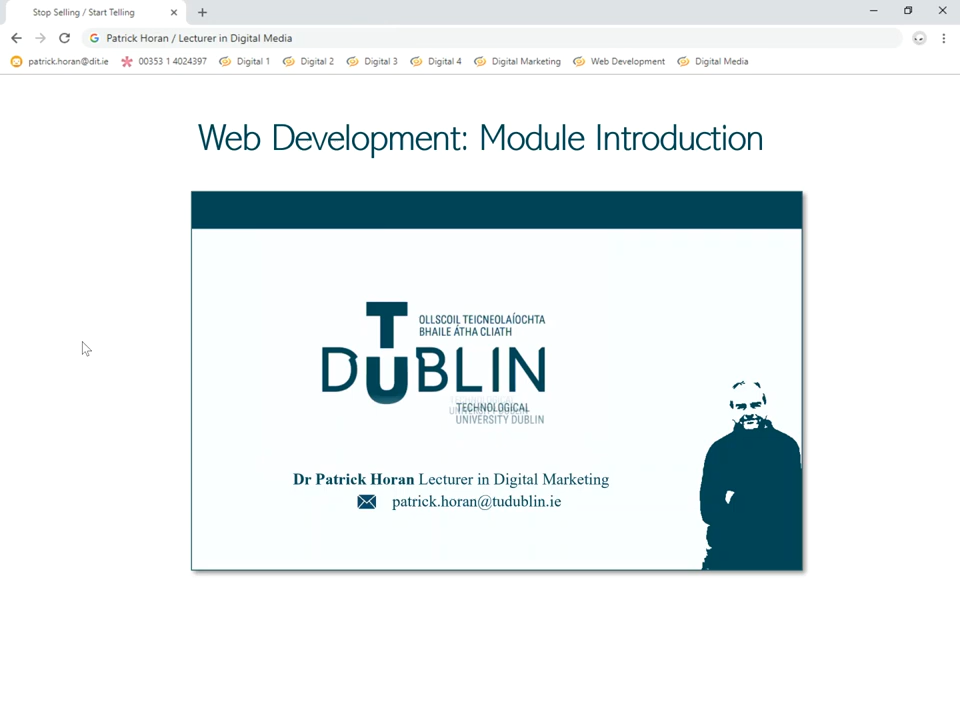 Stop Selling / Start Telling
Patrick Horan / Lecturer in Digital Media
patrick.horan@dit.ie 00353 1 4024397 Digital 1 Digital 2 Digital 3 Digital 4 Digital Marketing Web Development Digital Media
Web Development: Module Introduction
OLLSCOIL TEICNEOLAÍOCHTA
BHAILE ÁTHA CLIATH
TU DUBLIN
TECHNOLOGICAL
UNIVERSITY DUBLIN
Dr Patrick Horan Lecturer in Digital Marketing
patrick.horan@tudublin.ie